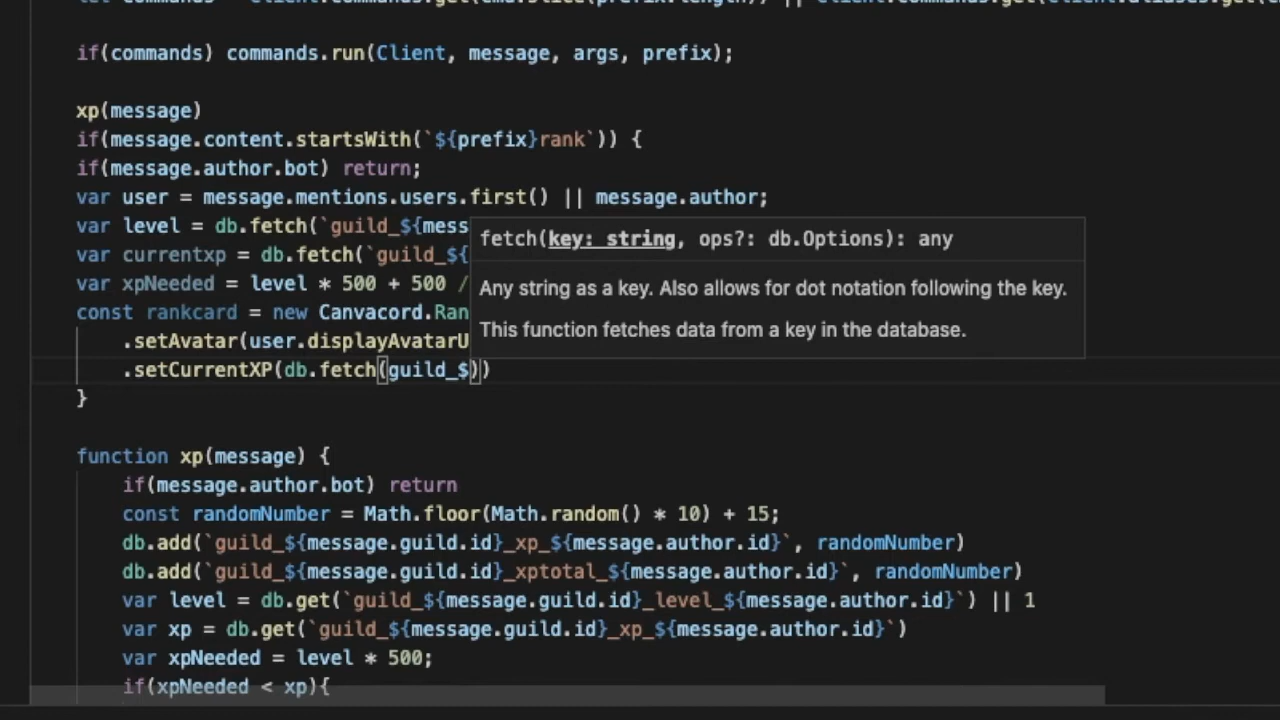 if(commands) commands.run(Client, message, args, prefix);
xp(message)
if(message.content.startsWith(`${prefix}rank`)) {
if(message.author.bot) return;
var user = message.mentions.users.first() || message.author;
var level = db.fetch(`guild_${mess
fetch(key: string, ops?: db.Options): any
var currentxp = db.fetch(`guild_${
var xpNeeded = level * 500 + 500 /
Any string as a key. Also allows for dot notation following the key.
const rankcard = new Canvacord.Ran
This function fetches data from a key in the database.
.setAvatar(user.displayAvatarU
.setCurrentXP(db.fetch(guild_$))
}
function xp(message) {
if(message.author.bot) return
const randomNumber = Math.floor(Math.random() * 10) + 15;
db.add(`guild_${message.guild.id}_xp_${message.author.id}`, randomNumber)
db.add(`guild_${message.guild.id}_xptotal_${message.author.id}`, randomNumber)
var level = db.get(`guild_${message.guild.id}_level_${message.author.id}`) || 1
var xp = db.get(`guild_${message.guild.id}_xp_${message.author.id}`)
var xpNeeded = level * 500;
if(xpNeeded < xp){